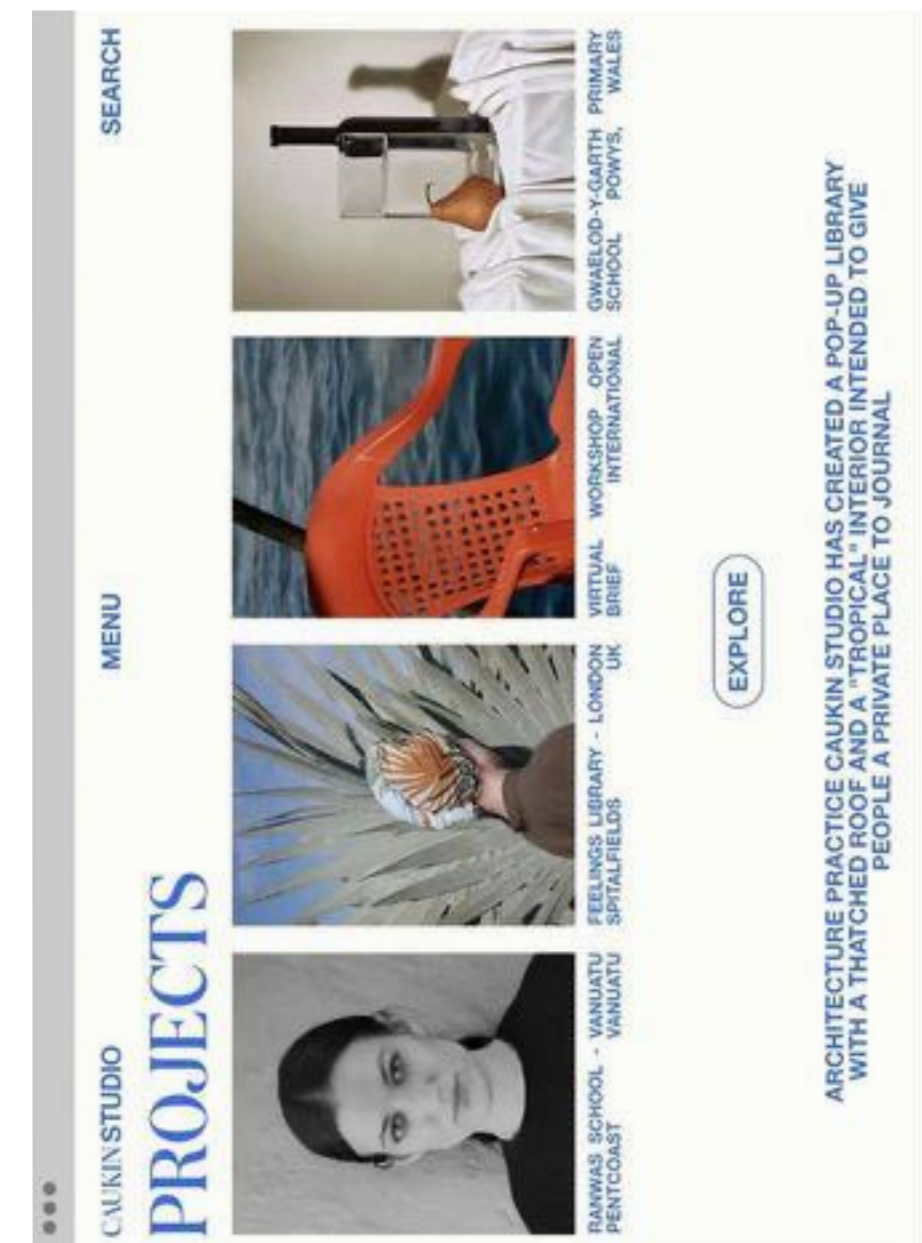 CAUKIN STUDIO
MENU
SEARCH
PROJECTS
RANWAS SCHOOL - VANUATU
PENTCOAST VANUATU
FEELINGS LIBRARY - LONDON
SPITALFIELDS UK
VIRTUAL WORKSHOP OPEN
BRIEF INTERNATIONAL
GWAELOD-Y-GARTH PRIMARY
SCHOOL POWYS, WALES
EXPLORE
ARCHITECTURE PRACTICE CAUKIN STUDIO HAS CREATED A POP-UP LIBRARY
WITH A THATCHED ROOF AND A "TROPICAL" INTERIOR INTENDED TO GIVE
PEOPLE A PRIVATE PLACE TO JOURNAL